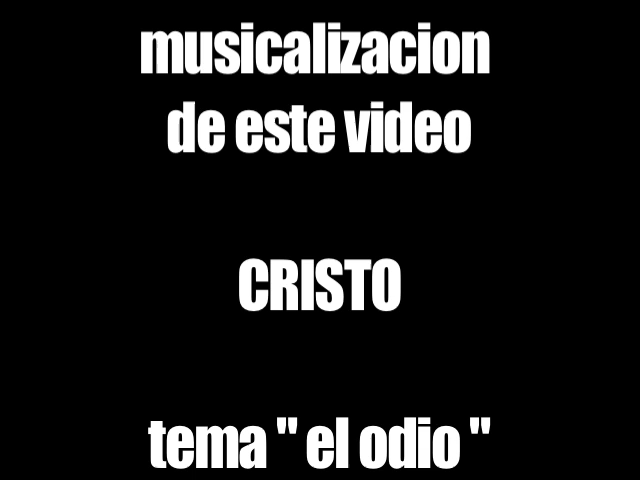 musicalizacion
de este video
CRISTO
tema " el odio "